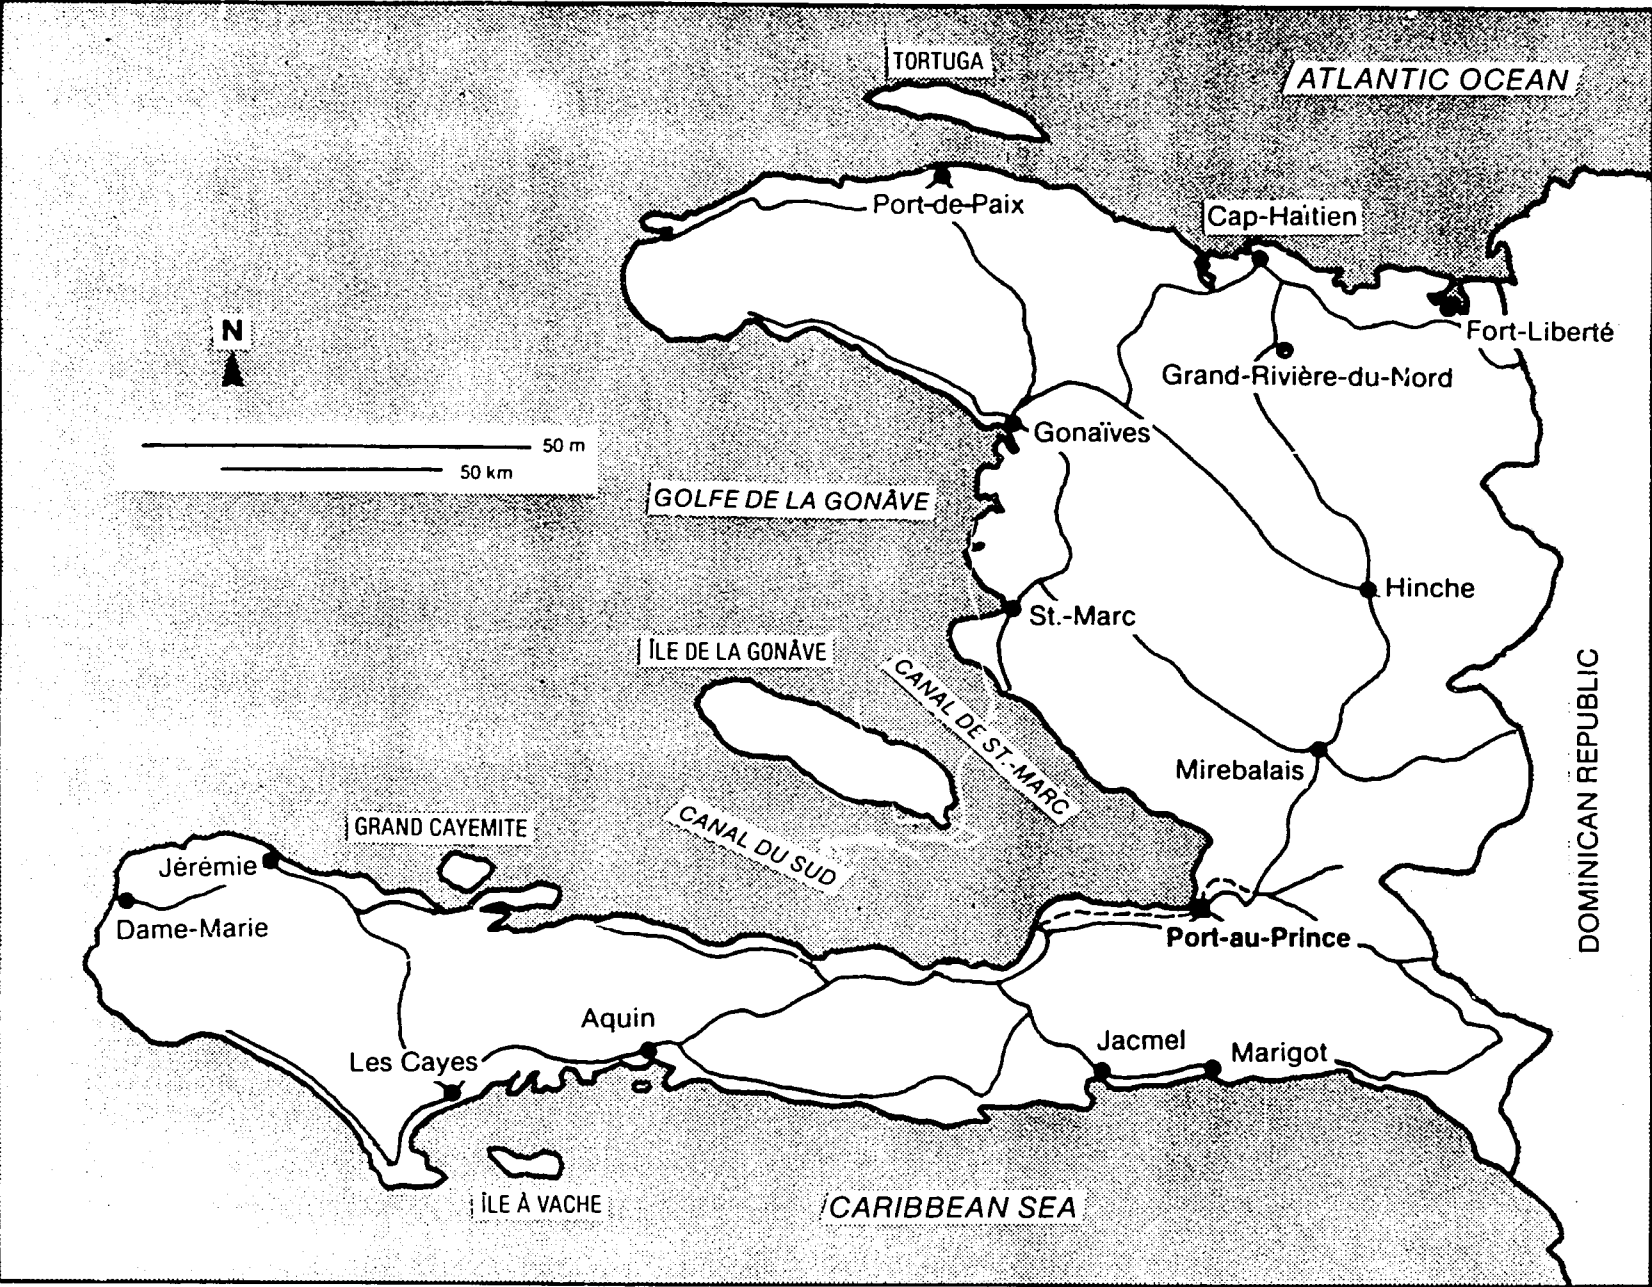 TORTUGA
ATLANTIC OCEAN
Port-de-Paix
Cap-Haïtien
N
Fort-Liberté
Grand-Rivière-du-Nord
Gonaïves
50 m
50 km
GOLFE DE LA GONÂVE
Hinche
St.-Marc
ÎLE DE LA GONÂVE
CANAL DE ST.-MARC
DOMINICAN REPUBLIC
Mirebalais
GRAND CAYEMITE
CANAL DU SUD
Jérémie
Dame-Marie
Port-au-Prince
Aquin
Jacmel
Marigot
Les Cayes
ÎLE À VACHE
CARIBBEAN SEA